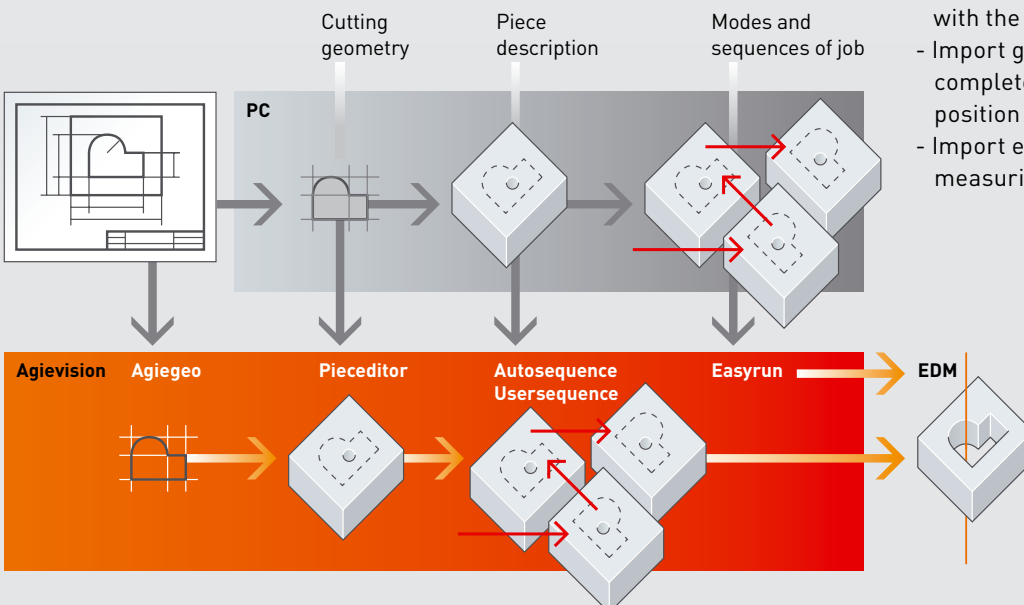 Cutting
geometry
Piece
description
Modes and
sequences of job
with the
- Import g
complete
position
- Import e
measuri
PC
Agievision
Agiegeo
Pieceditor
Autosequence
Usersequence
Easyrun
EDM